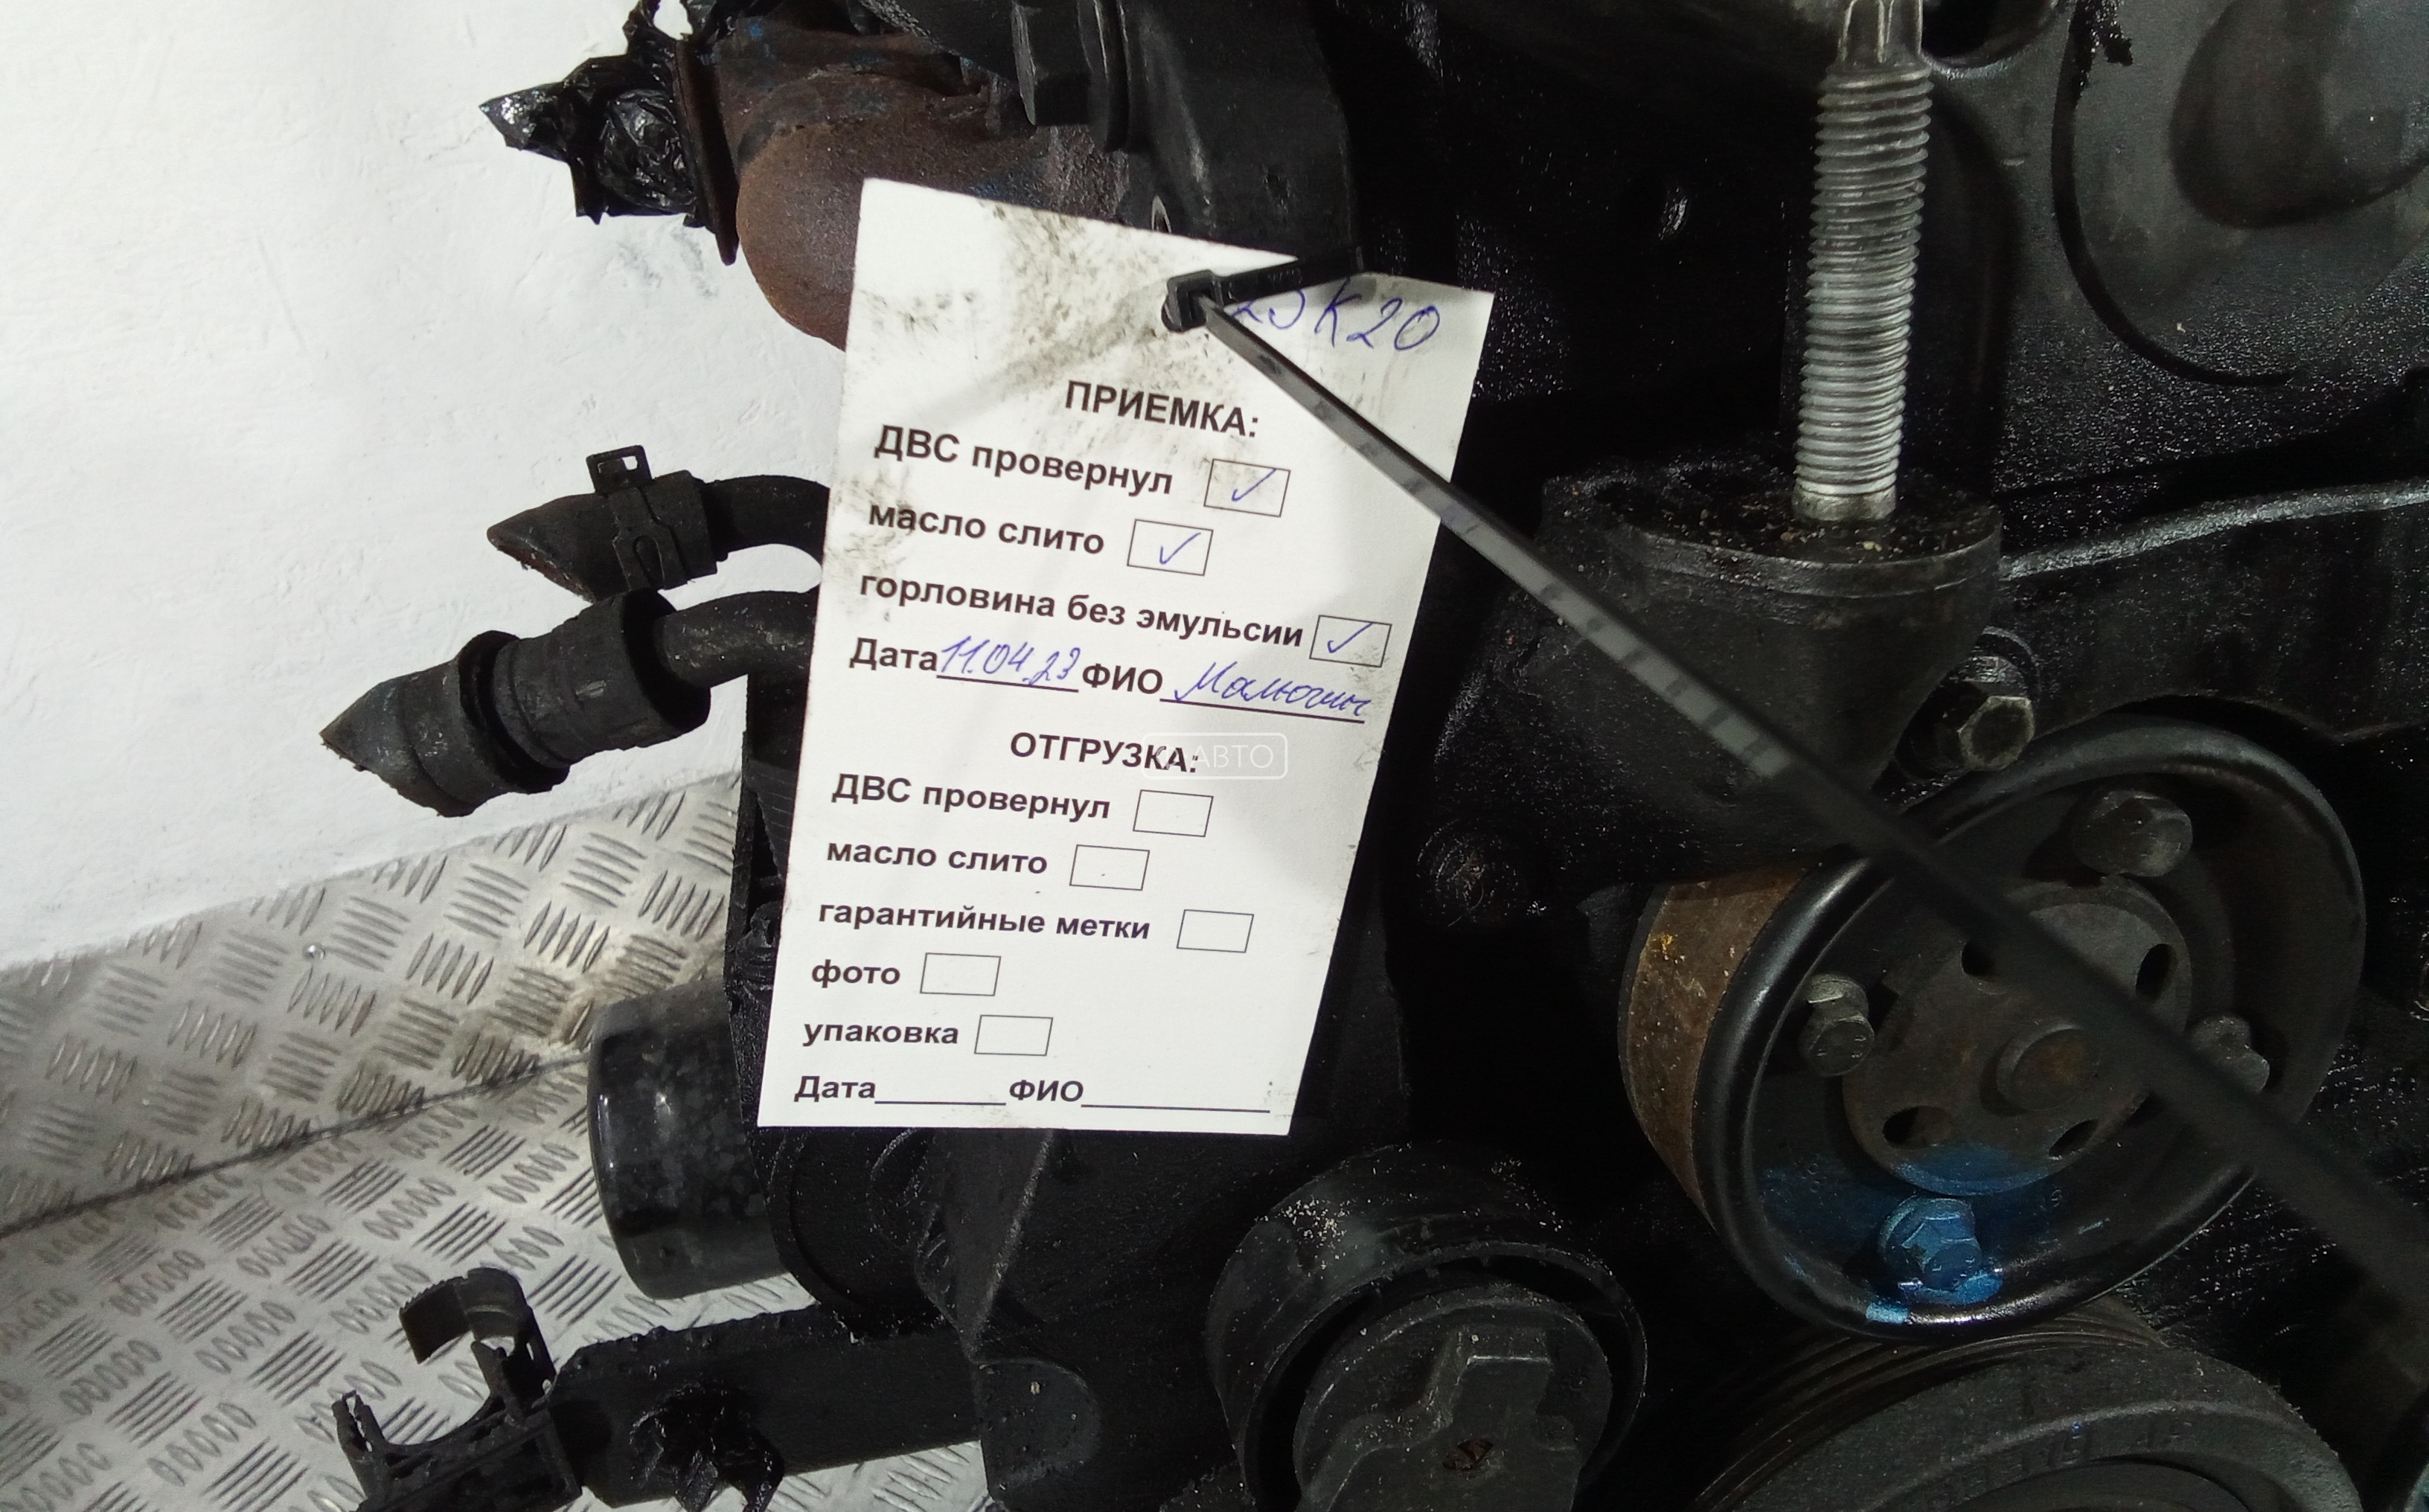 K20
ПРИЕМКА:
ДВС провернул ✓
масло слито ✓
горловина без эмульсии ✓
Дата 11.04.23 ФИО
ОТГРУЗКА:
АВТО
ДВС провернул
масло слито
гарантийные метки
фото
упаковка
Дата ФИО